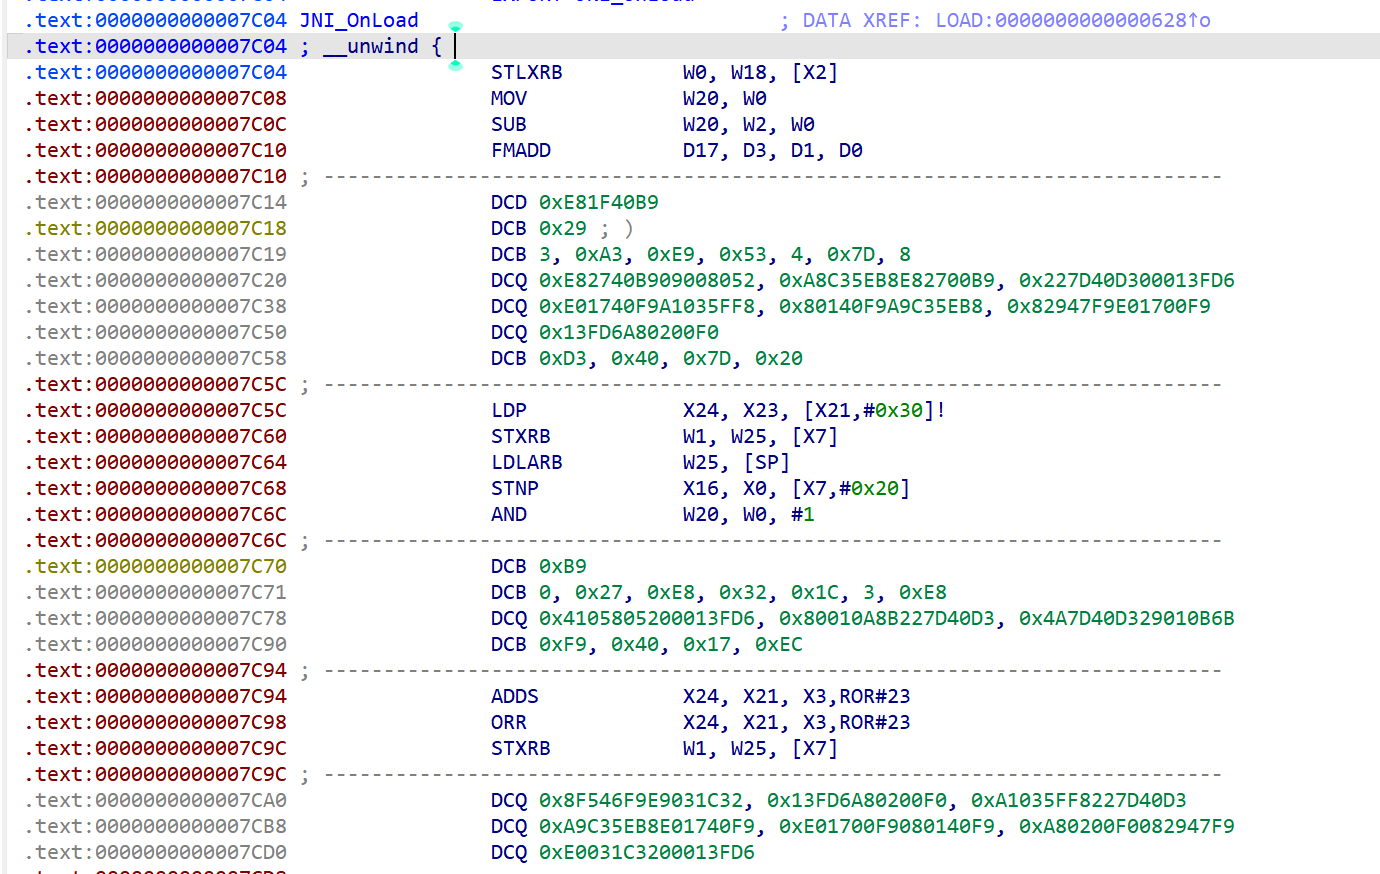 .text:0000000000007C04 JNI_OnLoad ; DATA XREF: LOAD:0000000000000628↑o
.text:0000000000007C04 ; __unwind {
.text:0000000000007C04 STLXRB W0, W18, [X2]
.text:0000000000007C08 MOV W20, W0
.text:0000000000007C0C SUB W20, W2, W0
.text:0000000000007C10 FMADD D17, D3, D1, D0
.text:0000000000007C10 ; ---------------------------------------------------------------------------
.text:0000000000007C14 DCD 0xE81F40B9
.text:0000000000007C18 DCB 0x29 ; )
.text:0000000000007C19 DCB 3, 0xA3, 0xE9, 0x53, 4, 0x7D, 8
.text:0000000000007C20 DCQ 0xE82740B909008052, 0xA8C35EB8E82700B9, 0x227D40D300013FD6
.text:0000000000007C38 DCQ 0xE01740F9A1035FF8, 0x80140F9A9C35EB8, 0x82947F9E01700F9
.text:0000000000007C50 DCQ 0x13FD6A80200F0
.text:0000000000007C58 DCB 0xD3, 0x40, 0x7D, 0x20
.text:0000000000007C5C ; ---------------------------------------------------------------------------
.text:0000000000007C5C LDP X24, X23, [X21,#0x30]!
.text:0000000000007C60 STXRB W1, W25, [X7]
.text:0000000000007C64 LDLARB W25, [SP]
.text:0000000000007C68 STNP X16, X0, [X7,#0x20]
.text:0000000000007C6C AND W20, W0, #1
.text:0000000000007C6C ; ---------------------------------------------------------------------------
.text:0000000000007C70 DCB 0xB9
.text:0000000000007C71 DCB 0, 0x27, 0xE8, 0x32, 0x1C, 3, 0xE8
.text:0000000000007C78 DCQ 0x4105805200013FD6, 0x80010A8B227D40D3, 0x4A7D40D329010B6B
.text:0000000000007C90 DCB 0xF9, 0x40, 0x17, 0xEC
.text:0000000000007C94 ; ---------------------------------------------------------------------------
.text:0000000000007C94 ADDS X24, X21, X3,ROR#23
.text:0000000000007C98 ORR X24, X21, X3,ROR#23
.text:0000000000007C9C STXRB W1, W25, [X7]
.text:0000000000007C9C ; ---------------------------------------------------------------------------
.text:0000000000007CA0 DCQ 0x8F546F9E9031C32, 0x13FD6A80200F0, 0xA1035FF8227D40D3
.text:0000000000007CB8 DCQ 0xA9C35EB8E01740F9, 0xE01700F9080140F9, 0xA80200F0082947F9
.text:0000000000007CD0 DCQ 0xE0031C3200013FD6